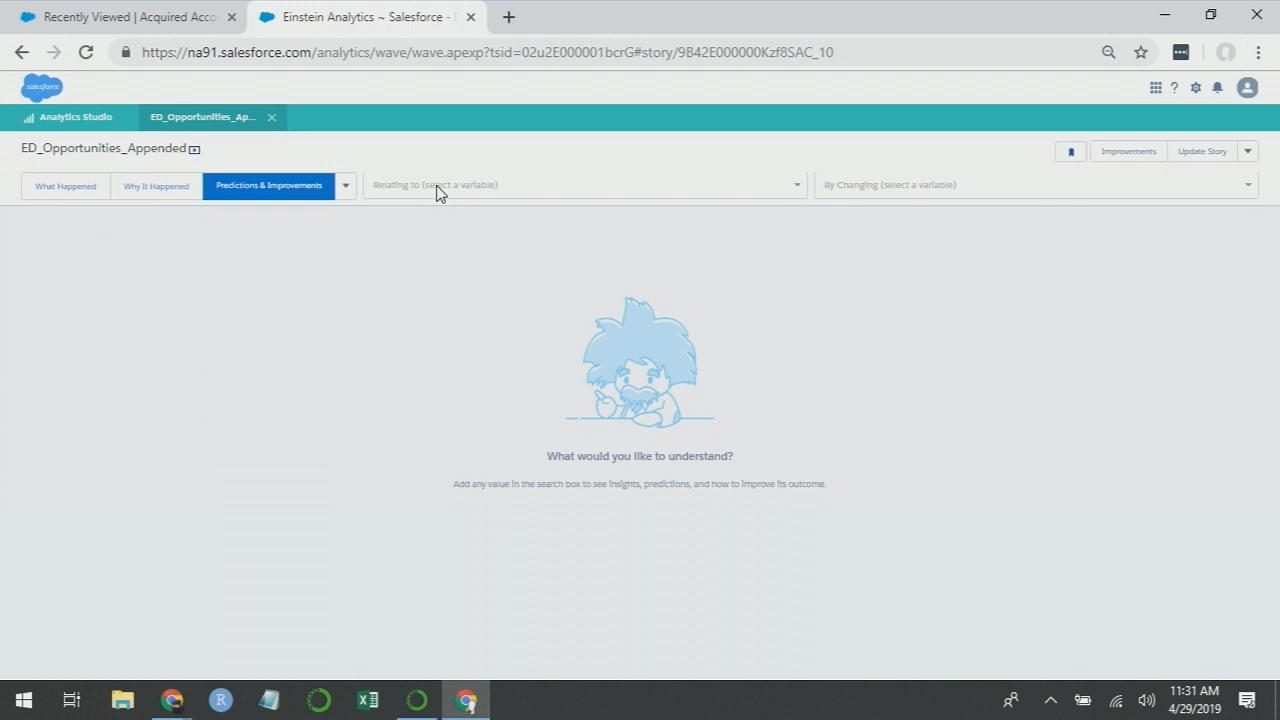 Recently Viewed | Acquired Acco
Einstein Analytics ~ Salesforce -
https://na91.salesforce.com/analytics/wave/wave.apexp?tsid=02u2E000001bcrG#story/9B42E000000Kzf8SAC_10
salesforce
Analytics Studio
ED_Opportunities_Ap...
ED_Opportunities_Appended
Improvements
Update Story
What Happened
Why It Happened
Predictions & Improvements
Relating to (select a variable)
By Changing (select a variable)
What would you like to understand?
Add any value in the search box to see insights, predictions, and how to improve its outcome.
R
11:31 AM
4/29/2019